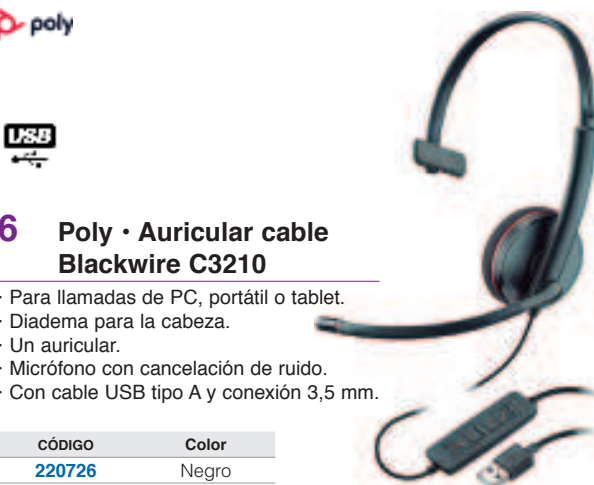 poly
USB
6 Poly · Auricular cable
Blackwire C3210
· Para llamadas de PC, portátil o tablet.
· Diadema para la cabeza.
· Un auricular.
· Micrófono con cancelación de ruido.
· Con cable USB tipo A y conexión 3,5 mm.
CÓDIGO Color
220726 Negro